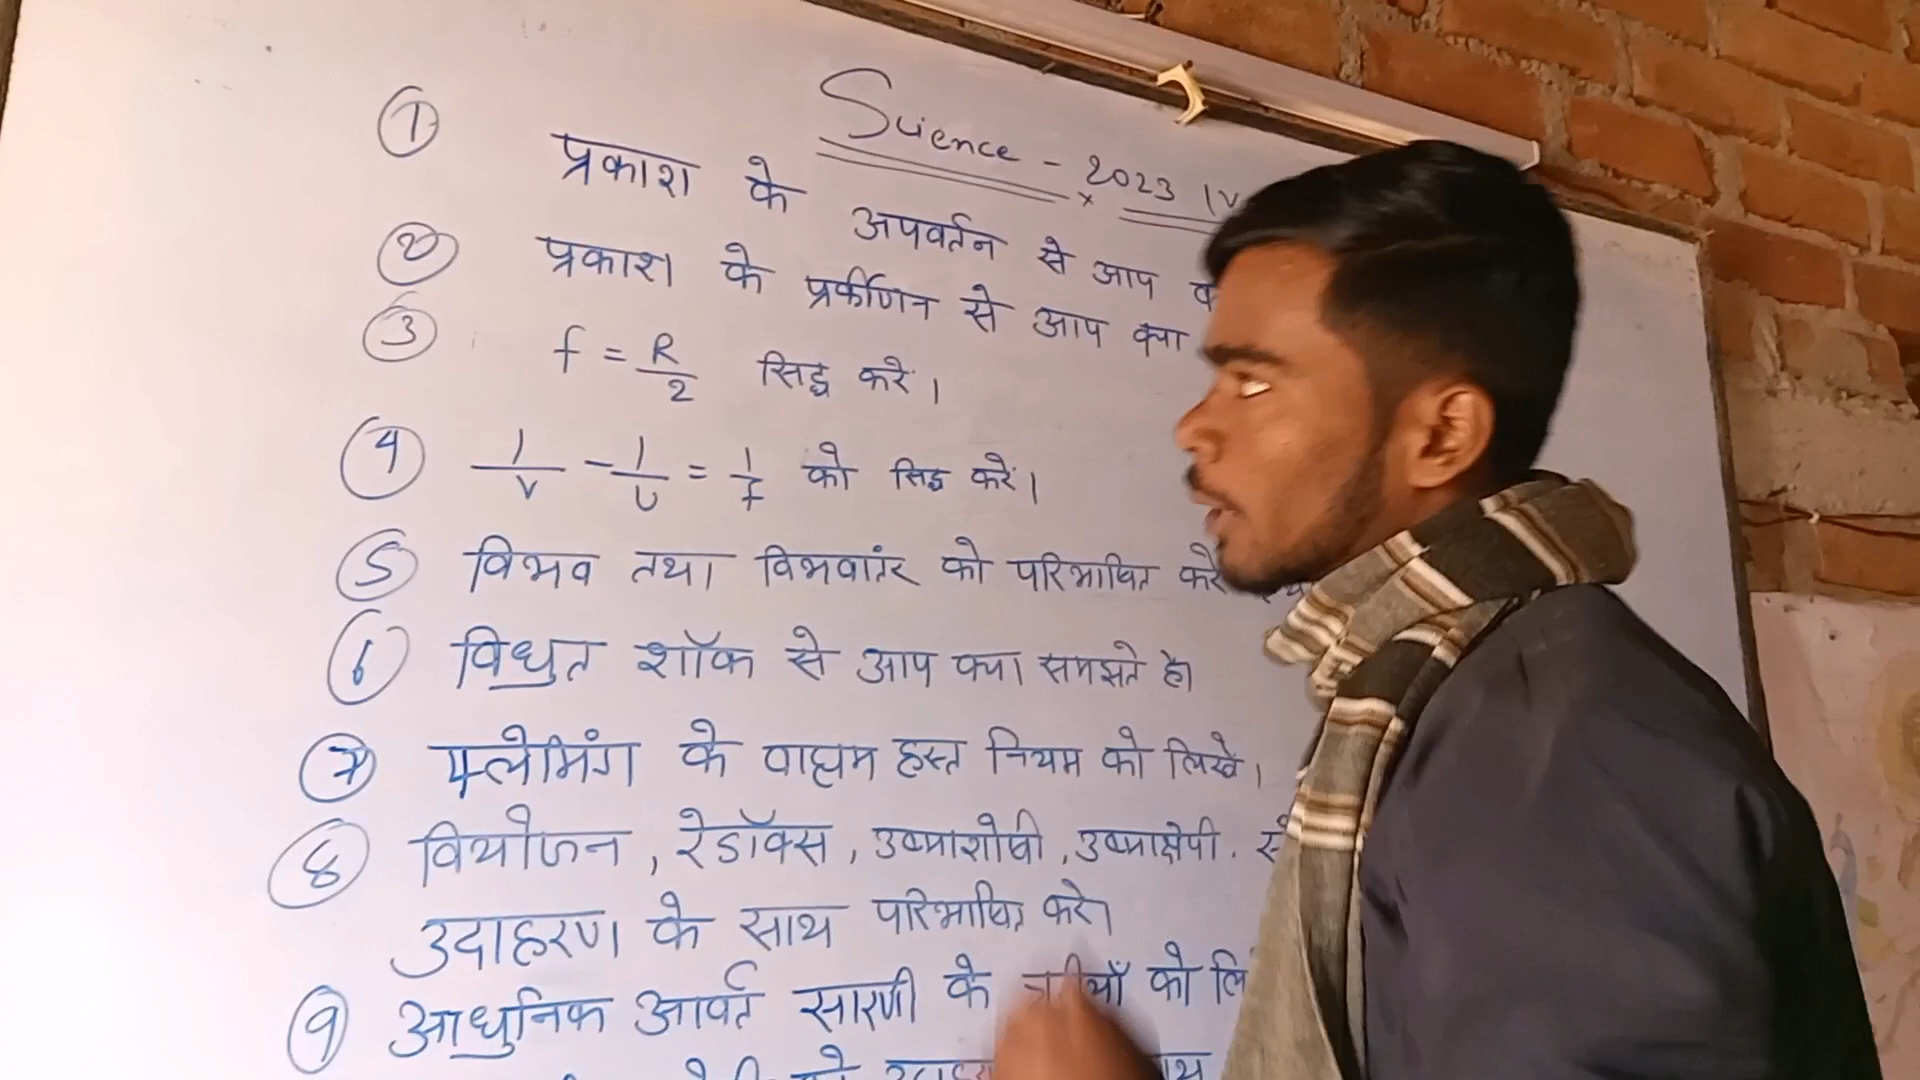 Science - 2023
① प्रकाश के अपवर्तन से आप
② प्रकाश के प्रर्कीणन से आप क्या
③ f = R/2 सिद्ध करें।
④ 1/v - 1/u = 1/f को सिद्ध करें।
⑤ विभव तथा विभवांतर को परिभाषित करें
⑥ विधुत शॉक से आप क्या समझते है।
⑦ फ्लेमिंग के वाहयम हस्त नियम को लिखें।
⑧ वियोजन, रेडॉक्स, उष्माशोषी, उष्माक्षेपी,
उदाहरण के साथ परिभाषित करे।
⑨ आधुनिक आवर्त सारणी के को